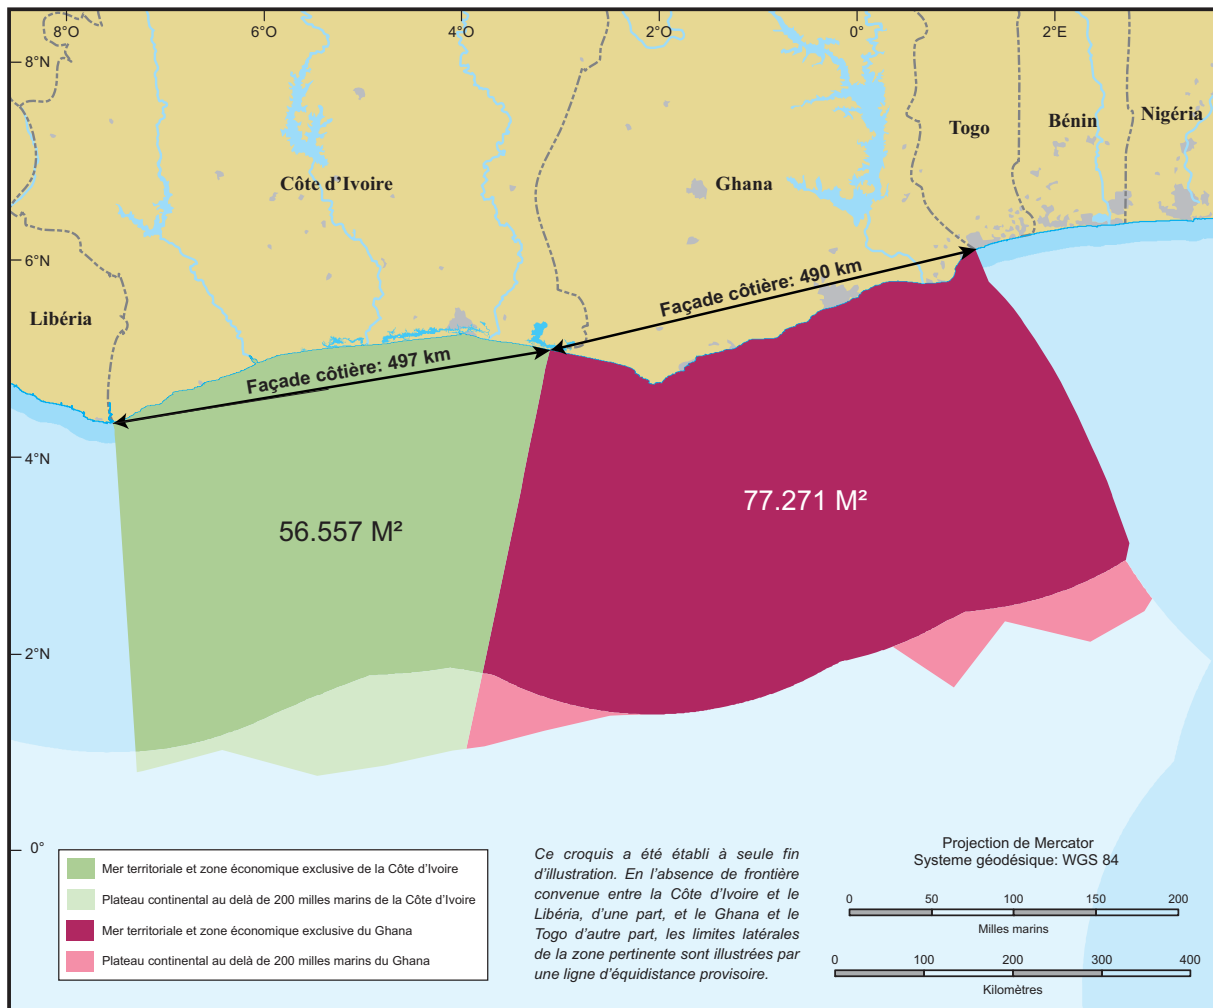 8°O 6°O 4°O 2°O 0° 2°E
8°N
Togo
Bénin
Nigéria
Côte d'Ivoire
Ghana
6°N
Façade côtière: 490 km
Libéria
Façade côtière: 497 km
4°N
77.271 M²
56.557 M²
2°N
0°
Mer territoriale et zone économique exclusive de la Côte d'Ivoire
Plateau continental au delà de 200 milles marins de la Côte d'Ivoire
Mer territoriale et zone économique exclusive du Ghana
Plateau continental au delà de 200 milles marins du Ghana
Ce croquis a été établi à seule fin
d'illustration. En l'absence de frontière
convenue entre la Côte d'Ivoire et le
Libéria, d'une part, et le Ghana et le
Togo d'autre part, les limites latérales
de la zone pertinente sont illustrées par
une ligne d'équidistance provisoire.
Projection de Mercator
Systeme géodésique: WGS 84
0 50 100 150 200
Milles marins
0 100 200 300 400
Kilomètres